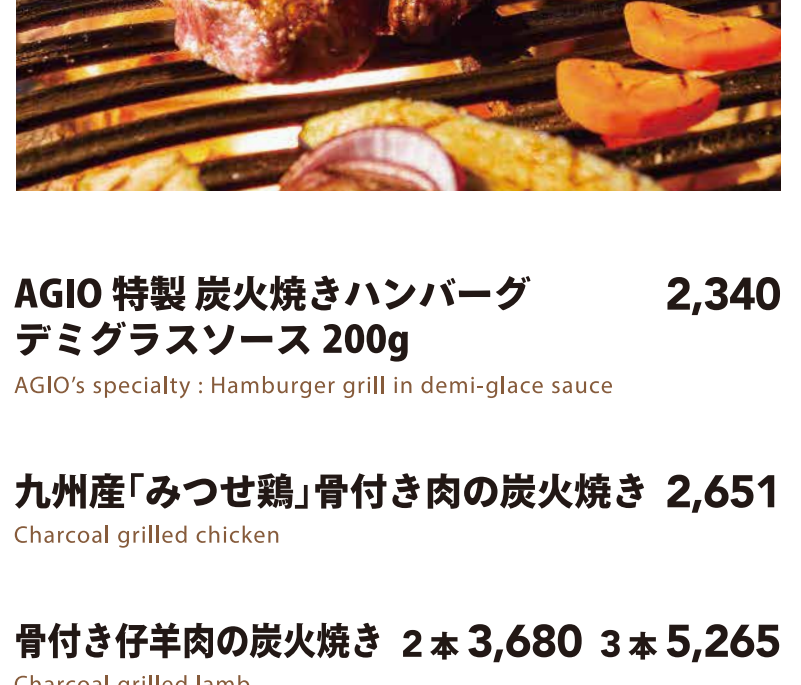 AGIO 特製 炭火焼きハンバーグ 2,340
デミグラスソース 200g
AGIO’s specialty : Hamburger grill in demi-glace sauce
九州産「みつせ鶏」骨付き肉の炭火焼き 2,651
Charcoal grilled chicken
骨付き仔羊肉の炭火焼き 2本 3,680 3本 5,265
Charcoal grilled lamb